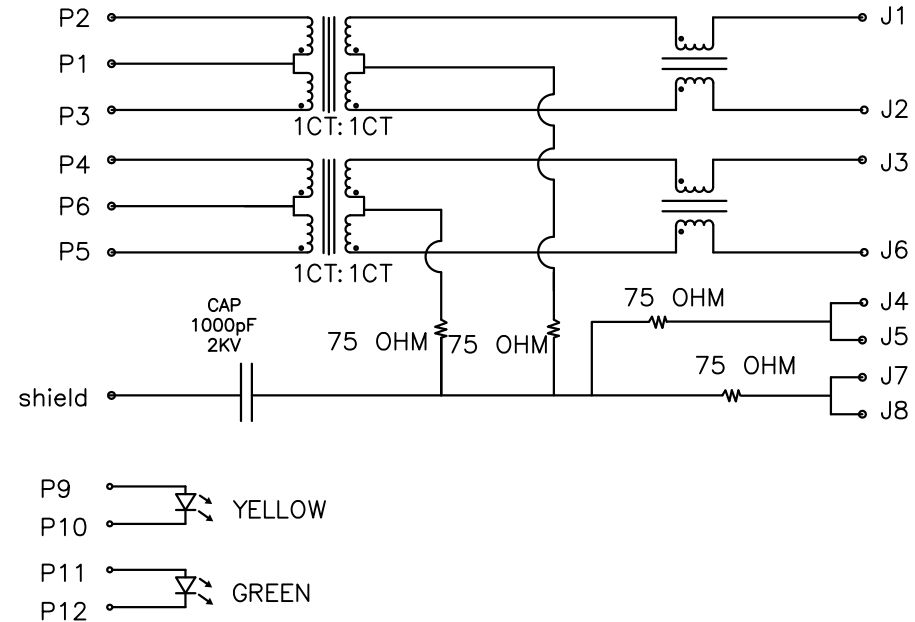 P2
J1
P1
P3
J2
1CT:1CT
P4
J3
P6
P5
J6
1CT:1CT
CAP
1000pF
2KV
75 OHM
75 OHM
75 OHM
J4
J5
75 OHM
J7
shield
J8
P9
YELLOW
P10
P11
GREEN
P12